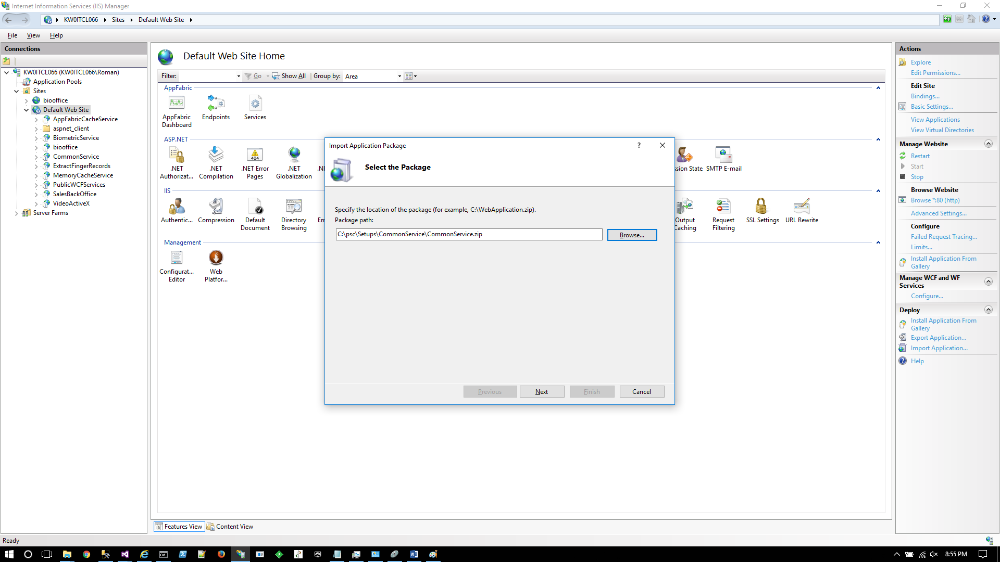 Internet Information Services (IIS) Manager
KW0ITCL066 Sites Default Web Site
File View Help
Connections
KW0ITCL066 (KW0ITCL066\Roman)
Application Pools
Sites
biooffice
Default Web Site
AppFabricCacheService
aspnet_client
BiometricService
biooffice
CommonService
ExtractFingerRecords
MemoryCacheService
PublicWCFServices
SalesBackOffice
VideoActiveX
Server Farms
Default Web Site Home
Filter: Go Show All Group by: Area
AppFabric
AppFabric Dashboard
Endpoints
Services
ASP.NET
.NET Authorizat...
.NET Compilation
.NET Error Pages
404
.NET Globalization
ssion State
SMTP E-mail
IIS
Authentic...
Compression
Default Document
Directory Browsing
Output Caching
Request Filtering
SSL Settings
URL Rewrite
Management
Configurat... Editor
Web Platfor...
Import Application Package
?
Select the Package
Specify the location of the package (for example, C:\WebApplication.zip).
Package path:
C:\psc\Setups\CommonService\CommonService.zip
Browse...
Previous Next Finish Cancel
Features View Content View
Actions
Explore
Edit Permissions...
Edit Site
Bindings...
Basic Settings...
View Applications
View Virtual Directories
Manage Website
Restart
Start
Stop
Browse Website
Browse *:80 (http)
Advanced Settings...
Configure
Failed Request Tracing...
Limits...
Install Application From
Gallery
Manage WCF and WF
Services
Configure...
Deploy
Install Application From
Gallery
Export Application...
Import Application...
Help
Ready
8:55 PM